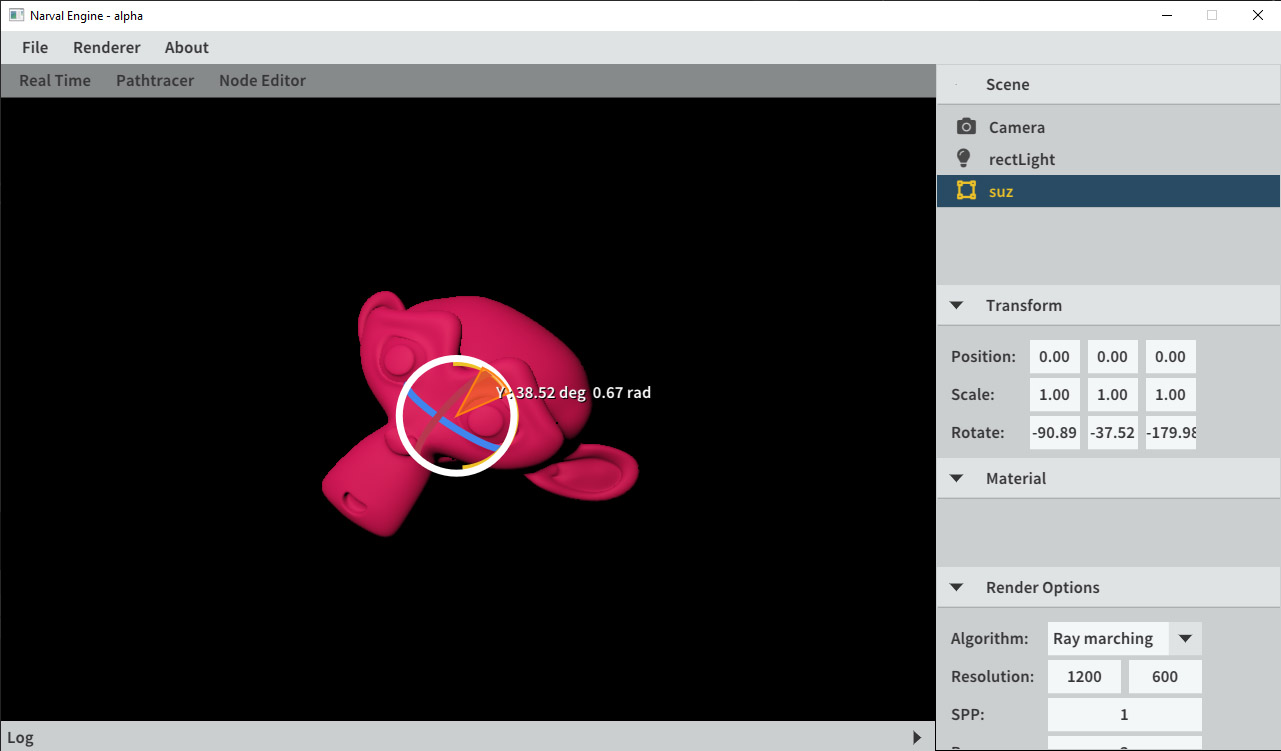 Narval Engine - alpha
File Renderer About
Real Time Pathtracer Node Editor
Scene
Camera
rectLight
suz
Transform
Position: 0.00 0.00 0.00
Scale: 1.00 1.00 1.00
Rotate: -90.89 -37.52 -179.98
Material
Render Options
Algorithm: Ray marching
Resolution: 1200 600
SPP: 1
Y : 38.52 deg 0.67 rad
Log